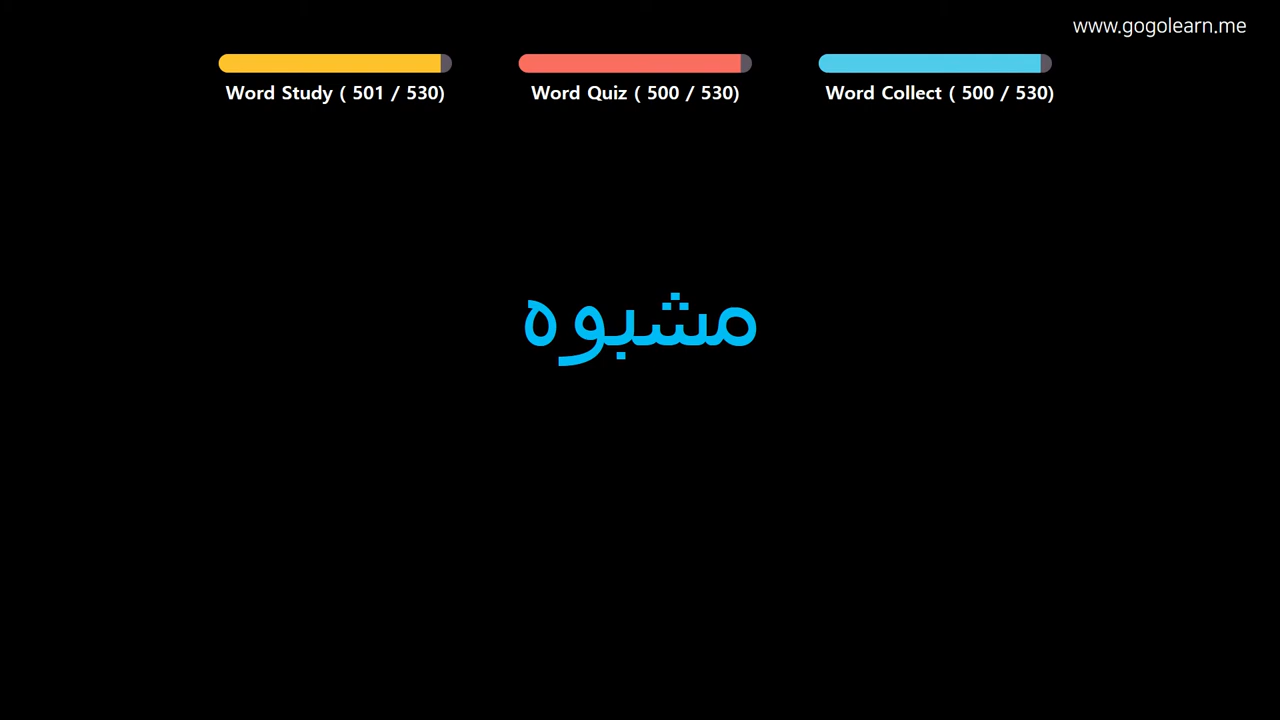 www.gogolearn.me
Word Study ( 501 / 530)
Word Quiz ( 500 / 530)
Word Collect ( 500 / 530)
مشبوه